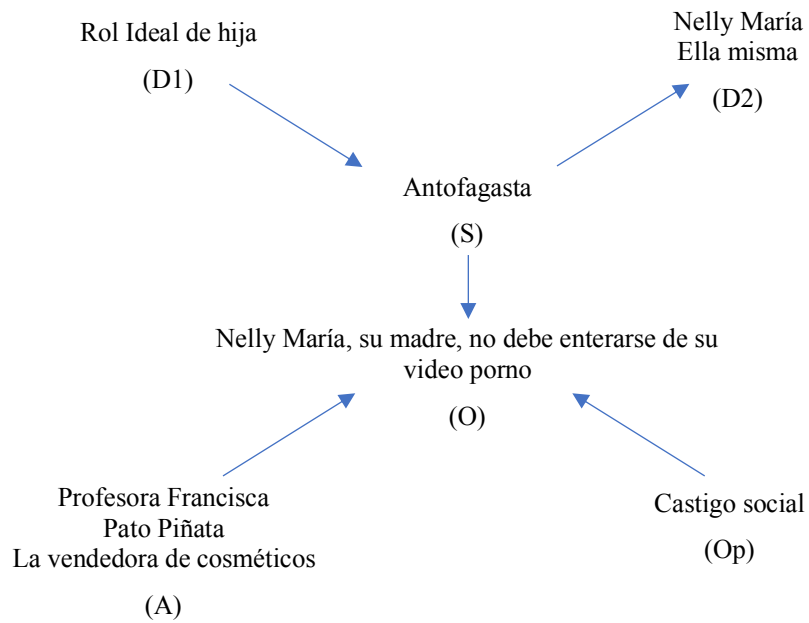 Rol Ideal de hija
(D1)
Nelly María
Ella misma
(D2)
Antofagasta
(S)
Nelly María, su madre, no debe enterarse de su
video porno
(O)
Profesora Francisca
Pato Piñata
La vendedora de cosméticos
(A)
Castigo social
(Op)